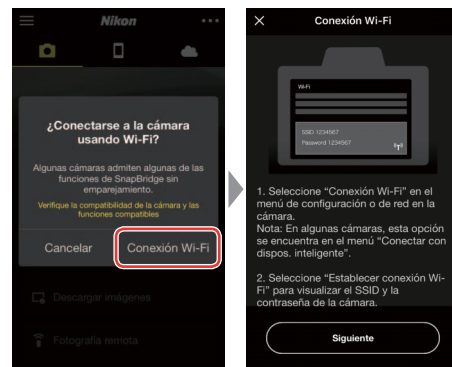 Nikon
¿Conectarse a la cámara
usando Wi-Fi?
Algunas cámaras admiten algunas de las
funciones de SnapBridge sin
emparejamiento.
Verifique la compatibilidad de la cámara y las
funciones compatibles
Cancelar
Conexión Wi-Fi
Descargar imágenes
Fotografía remota
Conexión Wi-Fi
Wi-Fi
SSID 1234567
Password 1234567
1. Seleccione “Conexión Wi-Fi” en el
menú de configuración o de red en la
cámara.
Nota: En algunas cámaras, esta opción
se encuentra en el menú “Conectar con
dispos. inteligente”.
2. Seleccione “Establecer conexión Wi-
Fi” para visualizar el SSID y la
contraseña de la cámara.
Siguiente